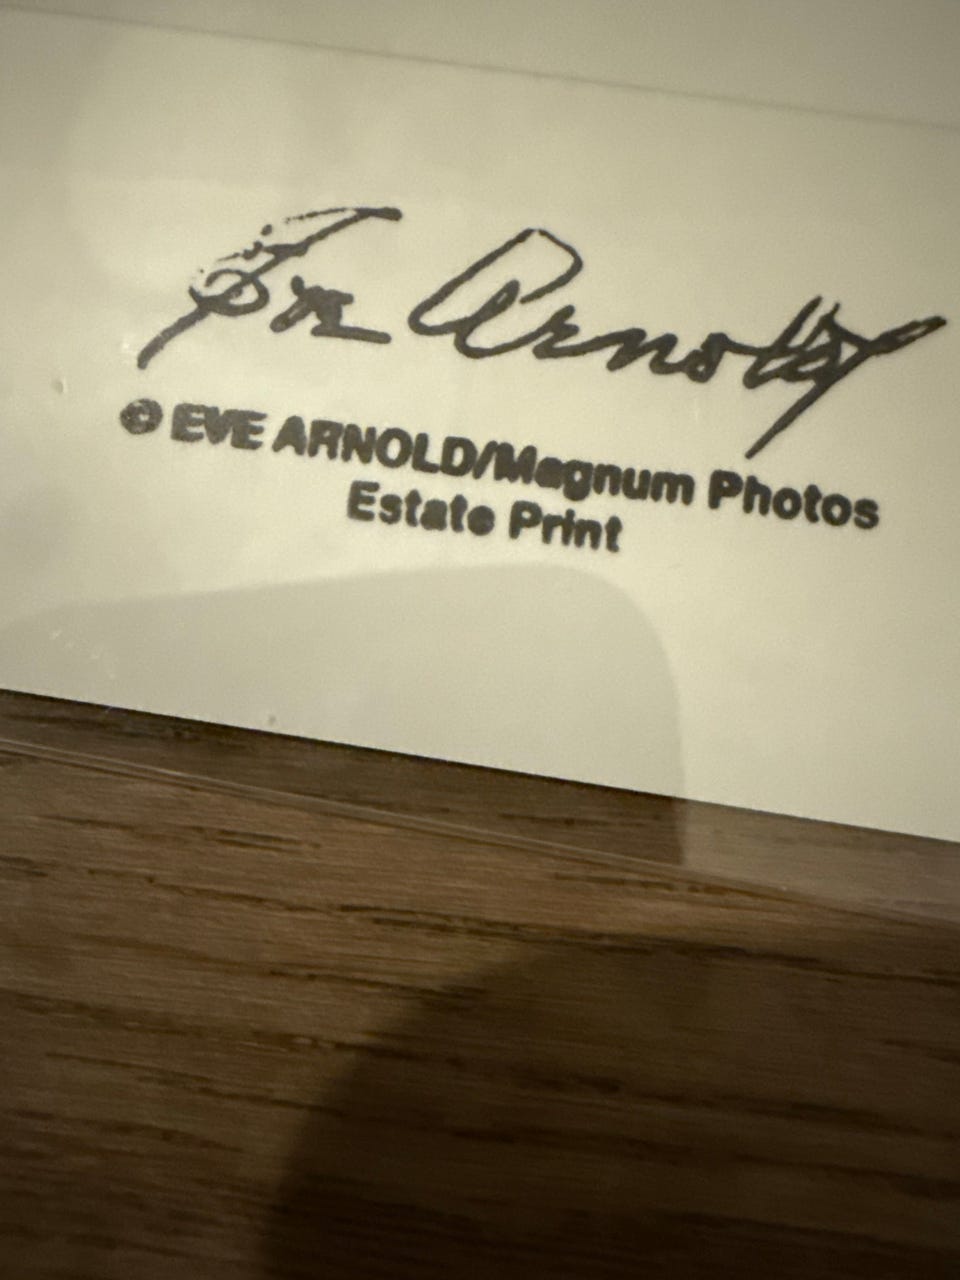 Eve Arnold
© EVE ARNOLD/Magnum Photos
Estate Print